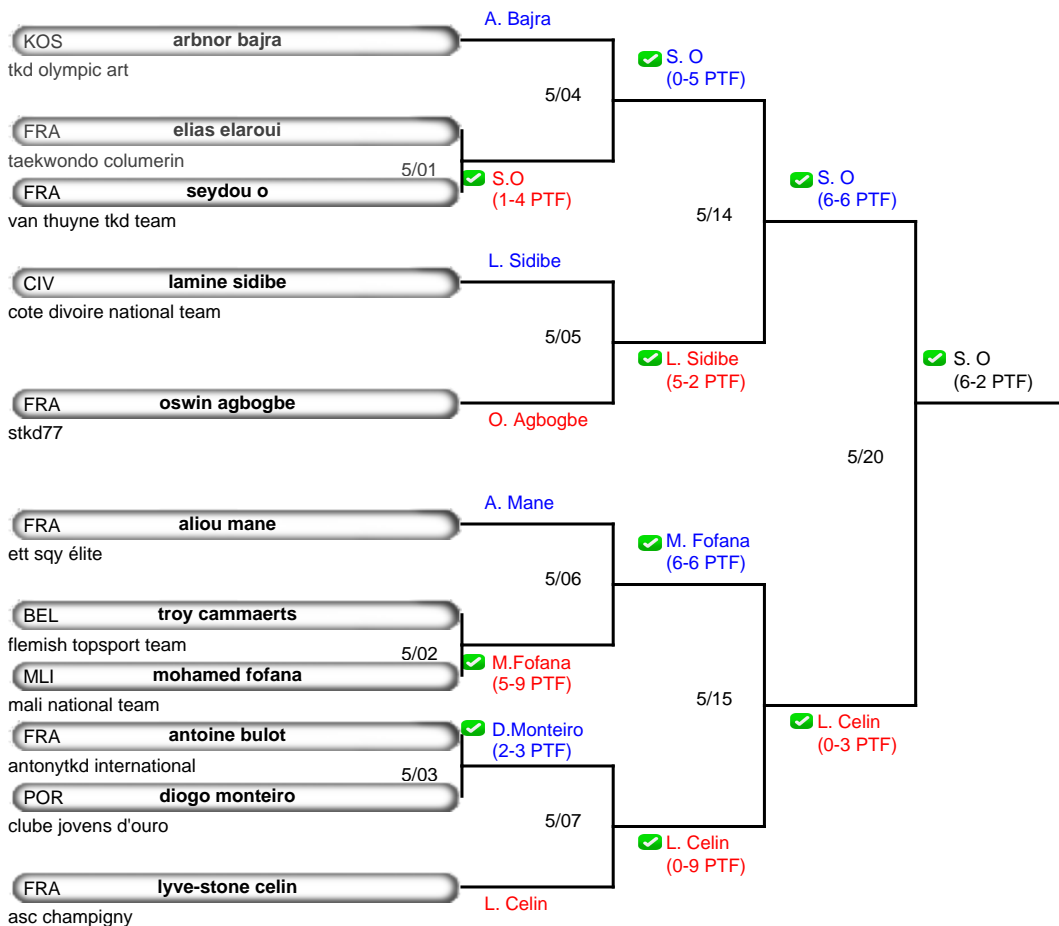 A. Bajra
KOS arbnor bajra
tkd olympic art
S. O
(0-5 PTF)
5/04
FRA elias elaroui
taekwondo columerin
5/01
S.O
(1-4 PTF)
FRA seydou o
van thuyne tkd team
S. O
(6-6 PTF)
5/14
L. Sidibe
CIV lamine sidibe
cote divoire national team
5/05
L. Sidibe
(5-2 PTF)
S. O
(6-2 PTF)
FRA oswin agbogbe
stkd77
O. Agbogbe
5/20
A. Mane
FRA aliou mane
ett sqy élite
M. Fofana
(6-6 PTF)
5/06
BEL troy cammaerts
flemish topsport team
5/02
M.Fofana
(5-9 PTF)
MLI mohamed fofana
mali national team
5/15
FRA antoine bulot
antonytkd international
D.Monteiro
(2-3 PTF)
L. Celin
(0-3 PTF)
5/03
POR diogo monteiro
clube jovens d'ouro
5/07
L. Celin
(0-9 PTF)
FRA lyve-stone celin
asc champigny
L. Celin